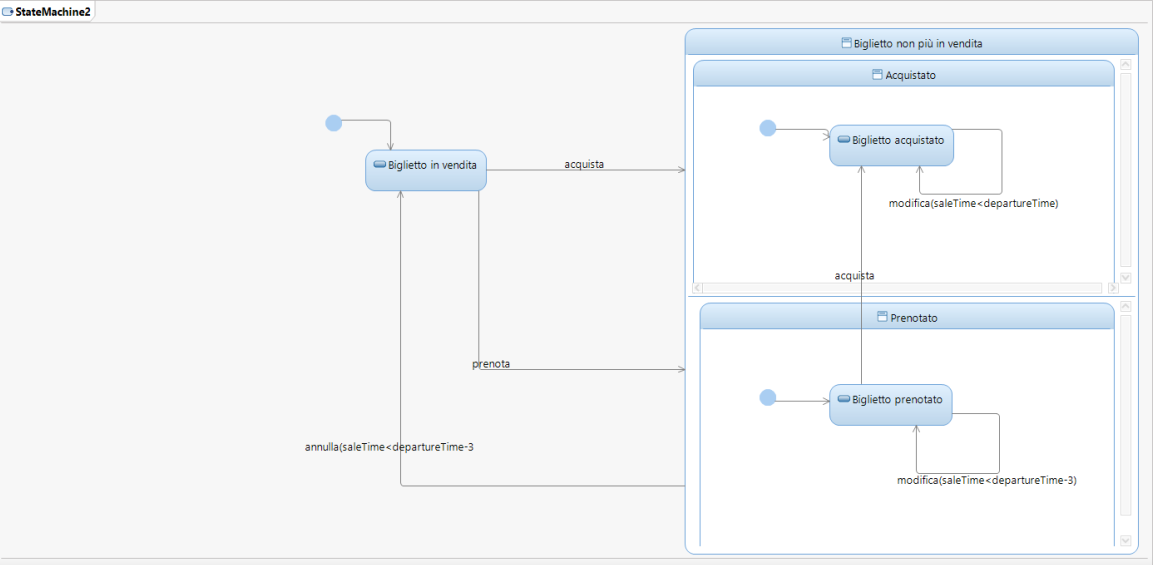 StateMachine2
Biglietto non più in vendita
Acquistato
Biglietto acquistato
Biglietto in vendita
acquista
modifica(saleTime<departureTime)
acquista
Prenotato
prenota
Biglietto prenotato
annulla(saleTime<departureTime-3
modifica(saleTime<departureTime-3)